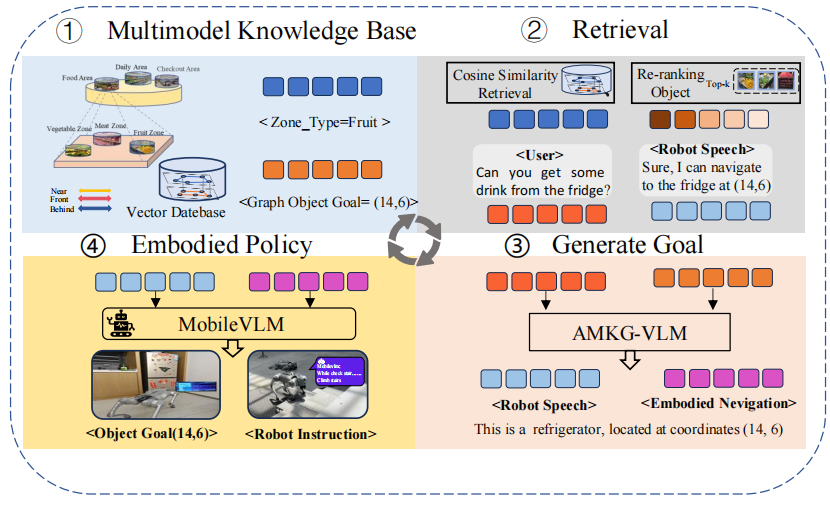 ① Multimodel Knowledge Base
Daily Area
Checkout Area
Food Area
Vegetable Zone
Meat Zone
Fruit Zone
Near
Front
Behind
Vector Datebase
< Zone_Type=Fruit >
<Graph Object Goal= (14,6)>
② Retrieval
Cosine Similarity
Retrieval
Re-ranking
Object
Top-k
<User>
Can you get some
drink from the fridge?
<Robot Speech>
Sure, I can navigate
to the fridge at (14,6)
④ Embodied Policy
MobileVLM
<Object Goal(14,6)>
<Robot Instruction>
③ Generate Goal
AMKG-VLM
<Robot Speech>
<Embodied Nevigation>
This is a refrigerator, located at coordinates (14, 6)